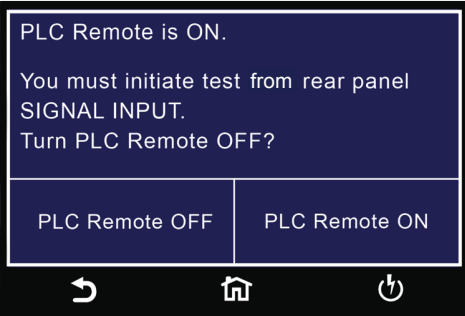 PLC Remote is ON.
You must initiate test from rear panel
SIGNAL INPUT.
Turn PLC Remote OFF?
PLC Remote OFF
PLC Remote ON